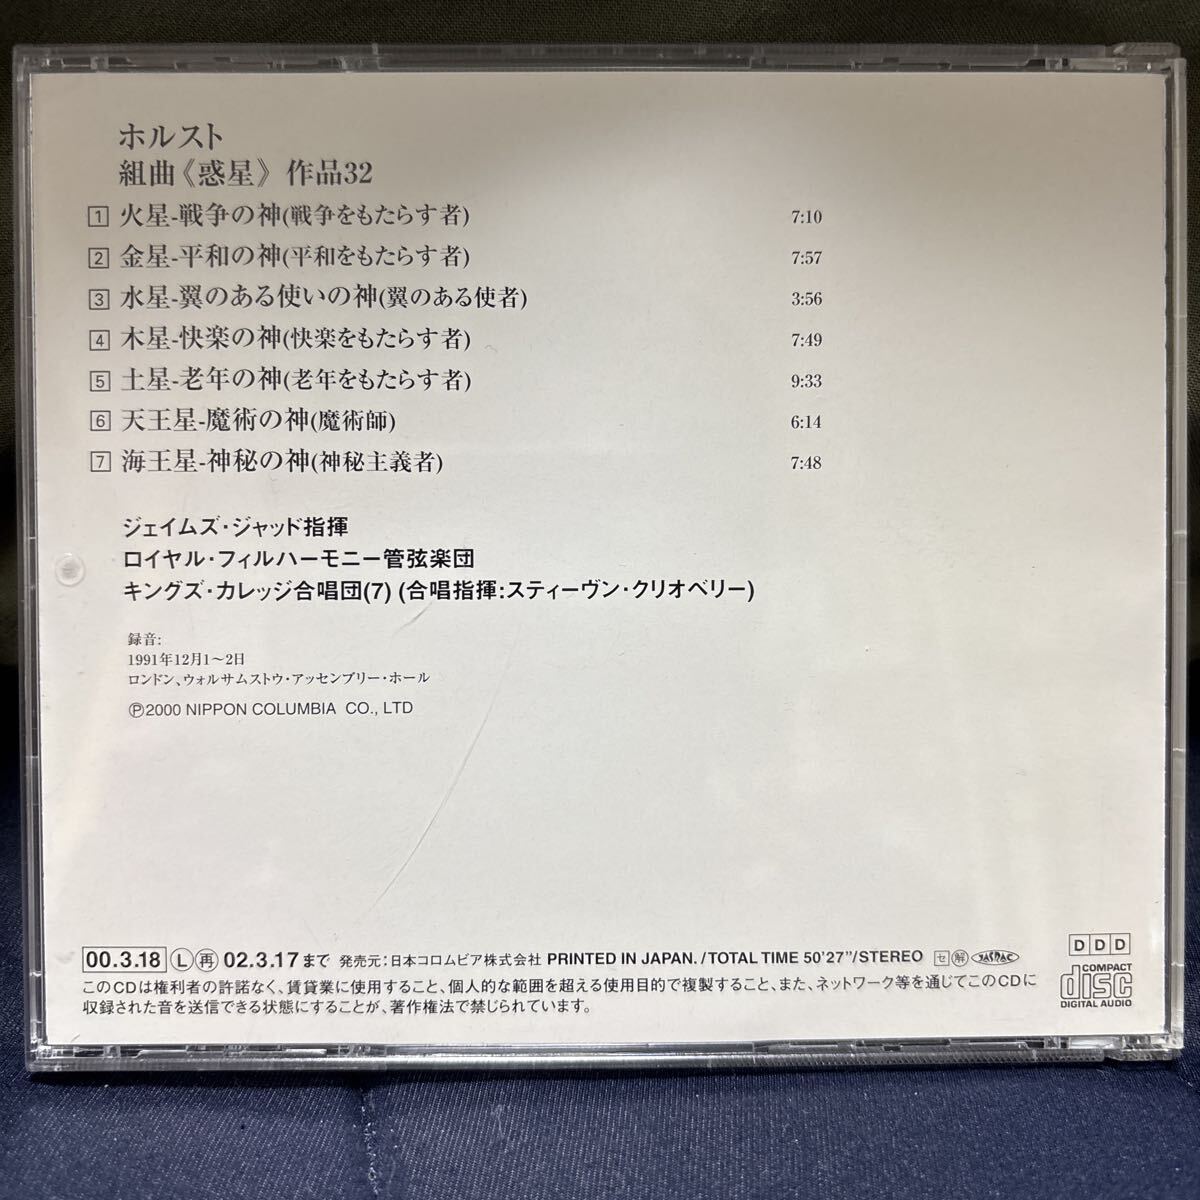 ホルスト
組曲《惑星》 作品32
1 火星-戦争の神(戦争をもたらす者) 7:10
2 金星-平和の神(平和をもたらす者) 7:57
3 水星-翼のある使いの神(翼のある使者) 3:56
4 木星-快楽の神(快楽をもたらす者) 7:49
5 土星-老年の神(老年をもたらす者) 9:33
6 天王星-魔術の神(魔術師) 6:14
7 海王星-神秘の神(神秘主義者) 7:48
ジェイムズ・ジャッド指揮
ロイヤル・フィルハーモニー管弦楽団
キングズ・カレッジ合唱団(7) (合唱指揮:スティーヴン・クリオベリー)
録音:
1991年12月1〜2日
ロンドン、ウォルサムストウ・アッセンブリー・ホール
Ⓟ2000 NIPPON COLUMBIA CO., LTD
00.3.18 Ⓛ 再 02.3.17まで 発売元:日本コロムビア株式会社 PRINTED IN JAPAN. /TOTAL TIME 50'27"/STEREO セ 解 JASRAC
このCDは権利者の許諾なく、賃貸業に使用すること、個人的な範囲を超える使用目的で複製すること、また、ネットワーク等を通じてこのCDに
収録された音を送信できる状態にすることが、著作権法で禁じられています。
DDD
COMPACT
disc
DIGITAL AUDIO